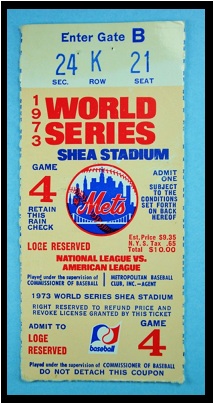 Enter Gate B
24 K 21
SEC. ROW SEAT
1973
WORLD
SERIES
SHEA STADIUM
GAME
4
RETAIN
THIS
RAIN
CHECK
Mets
ADMIT
ONE
SUBJECT
TO THE
CONDITIONS
SET FORTH
ON BACK
HEREOF
LOGE RESERVED
Est. Price $9.35
N.Y.S. Tax .65
Total $10.00
NATIONAL LEAGUE VS.
AMERICAN LEAGUE
Played under the supervision of
COMMISSIONER OF BASEBALL
METROPOLITAN BASEBALL
CLUB, INC.—AGENT
1973 WORLD SERIES SHEA STADIUM
RIGHT RESERVED TO REFUND PRICE AND
REVOKE LICENSE GRANTED BY THIS TICKET
ADMIT TO
LOGE
RESERVED
baseball
GAME
4
Played under the supervision of COMMISSIONER OF BASEBALL
DO NOT DETACH THIS COUPON